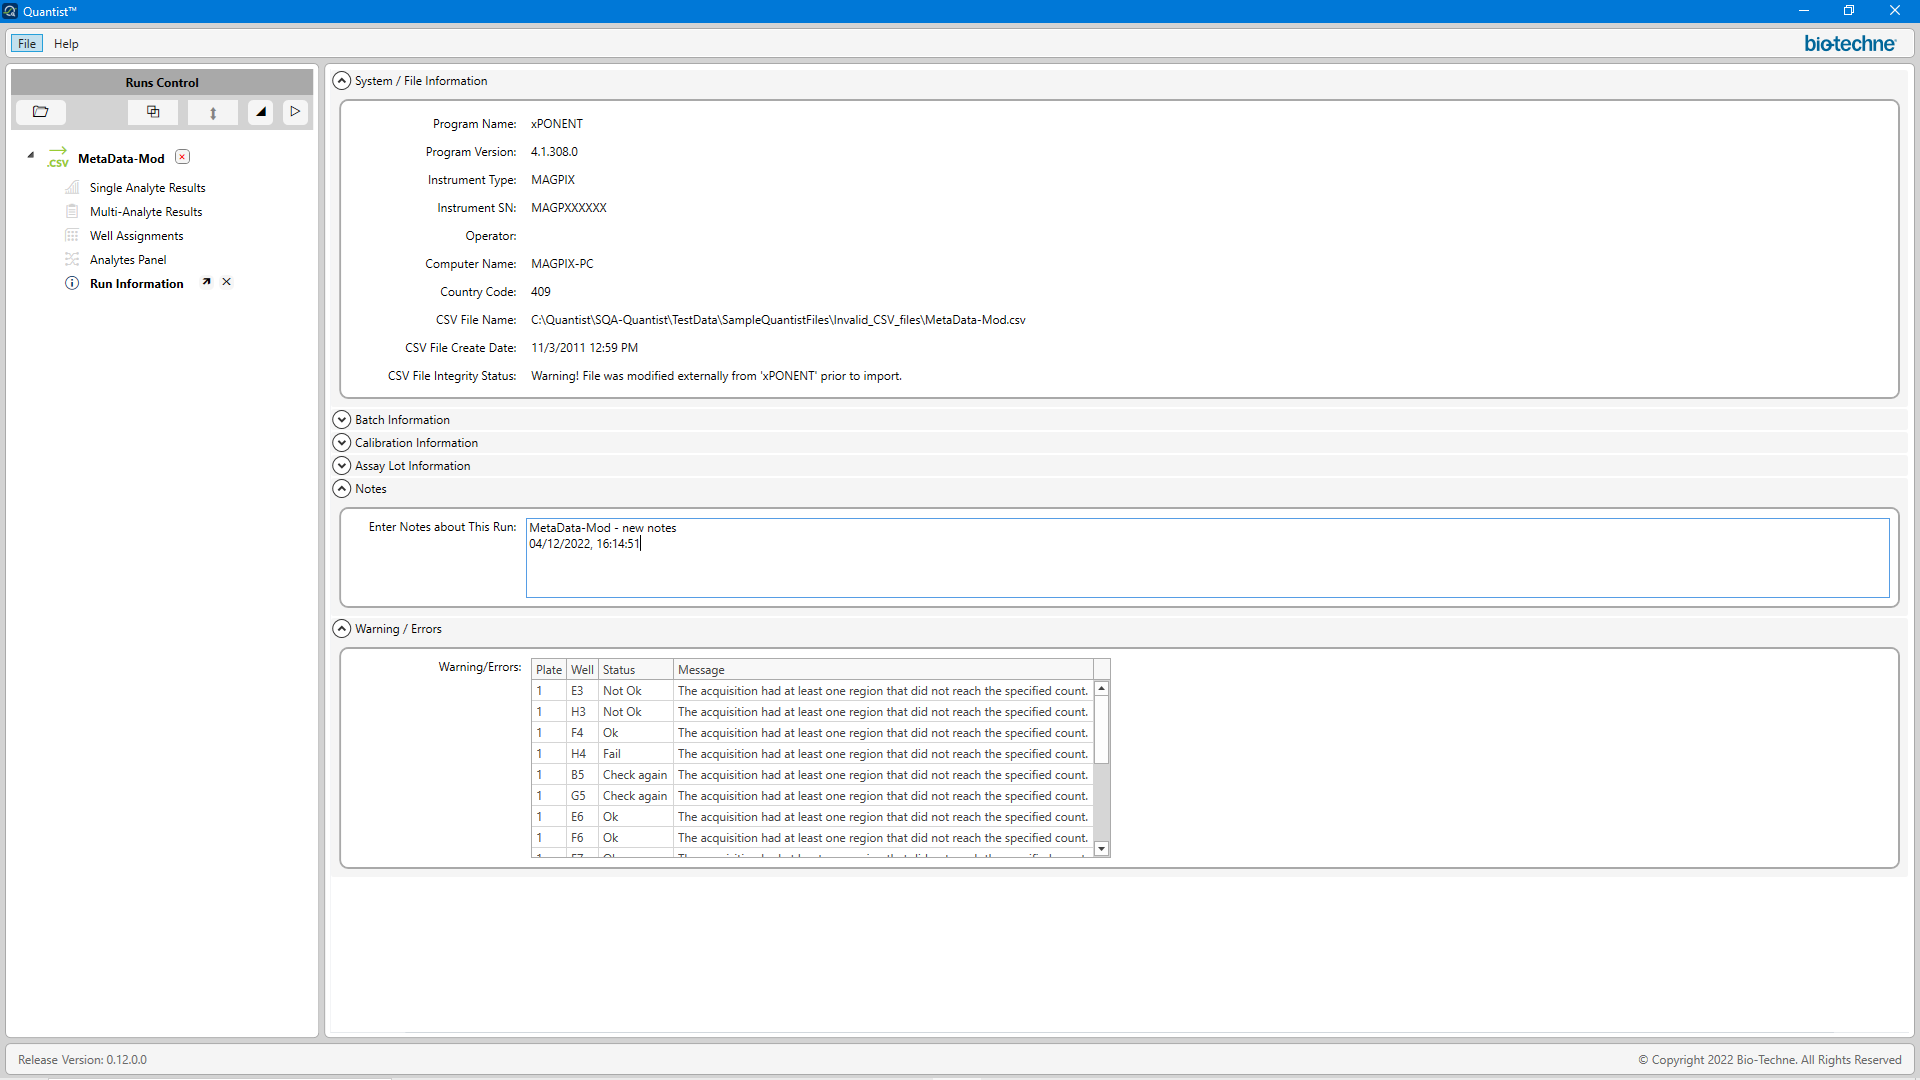 Quantist™
File Help
bio-techne®
Runs Control
.CSV MetaData-Mod
Single Analyte Results
Multi-Analyte Results
Well Assignments
Analytes Panel
Run Information
System / File Information
Program Name: xPONENT
Program Version: 4.1.308.0
Instrument Type: MAGPIX
Instrument SN: MAGPXXXXXX
Operator:
Computer Name: MAGPIX-PC
Country Code: 409
CSV File Name: C:\Quantist\SQA-Quantist\TestData\SampleQuantistFiles\Invalid_CSV_files\MetaData-Mod.csv
CSV File Create Date: 11/3/2011 12:59 PM
CSV File Integrity Status: Warning! File was modified externally from 'xPONENT' prior to import.
Batch Information
Calibration Information
Assay Lot Information
Notes
Enter Notes about This Run: MetaData-Mod - new notes
04/12/2022, 16:14:51
Warning / Errors
Warning/Errors: Plate Well Status Message
1 E3 Not Ok The acquisition had at least one region that did not reach the specified count.
1 H3 Not Ok The acquisition had at least one region that did not reach the specified count.
1 F4 Ok The acquisition had at least one region that did not reach the specified count.
1 H4 Fail The acquisition had at least one region that did not reach the specified count.
1 B5 Check again The acquisition had at least one region that did not reach the specified count.
1 G5 Check again The acquisition had at least one region that did not reach the specified count.
1 E6 Ok The acquisition had at least one region that did not reach the specified count.
1 F6 Ok The acquisition had at least one region that did not reach the specified count.
Release Version: 0.12.0.0
© Copyright 2022 Bio-Techne. All Rights Reserved